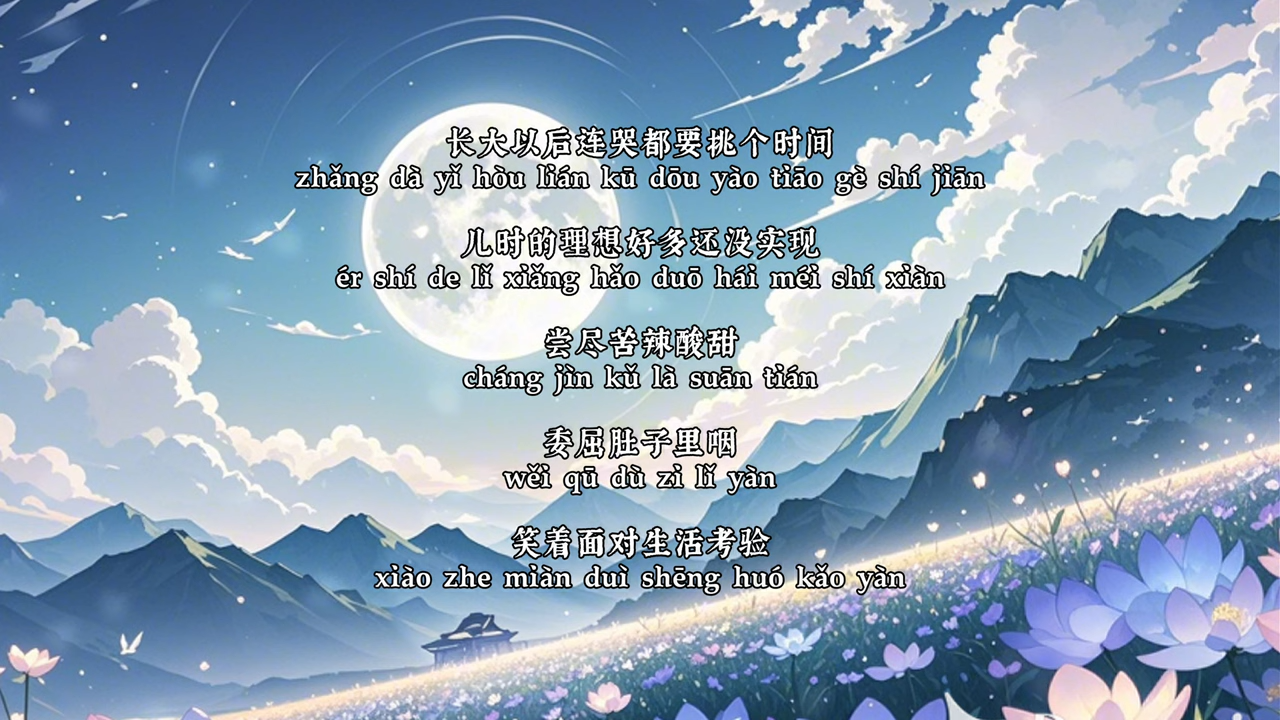 长大以后连哭都要挑个时间
zhǎng dà yǐ hòu lián kū dōu yào tiāo gè shí jiān
儿时的理想好多还没实现
ér shí de lǐ xiǎng hǎo duō hái méi shí xiàn
尝尽苦辣酸甜
cháng jìn kǔ là suān tián
委屈肚子里咽
wěi qū dù zi lǐ yàn
笑着面对生活考验
xiào zhe miàn duì shēng huó kǎo yàn